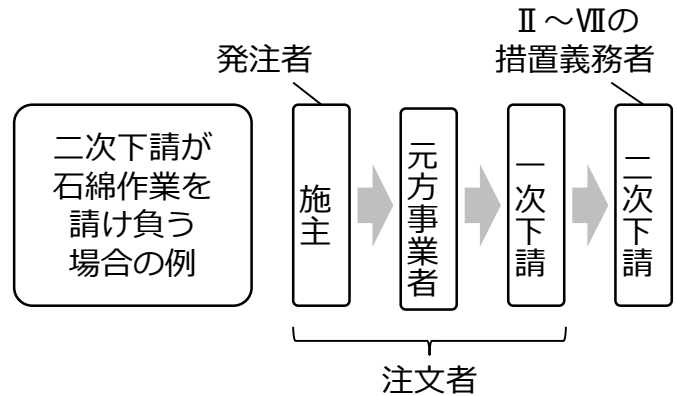 Ⅱ～Ⅶの
措置義務者
発注者
二次下請が
石綿作業を
請け負う
場合の例
施主
元方事業者
一次下請
二次下請
注文者